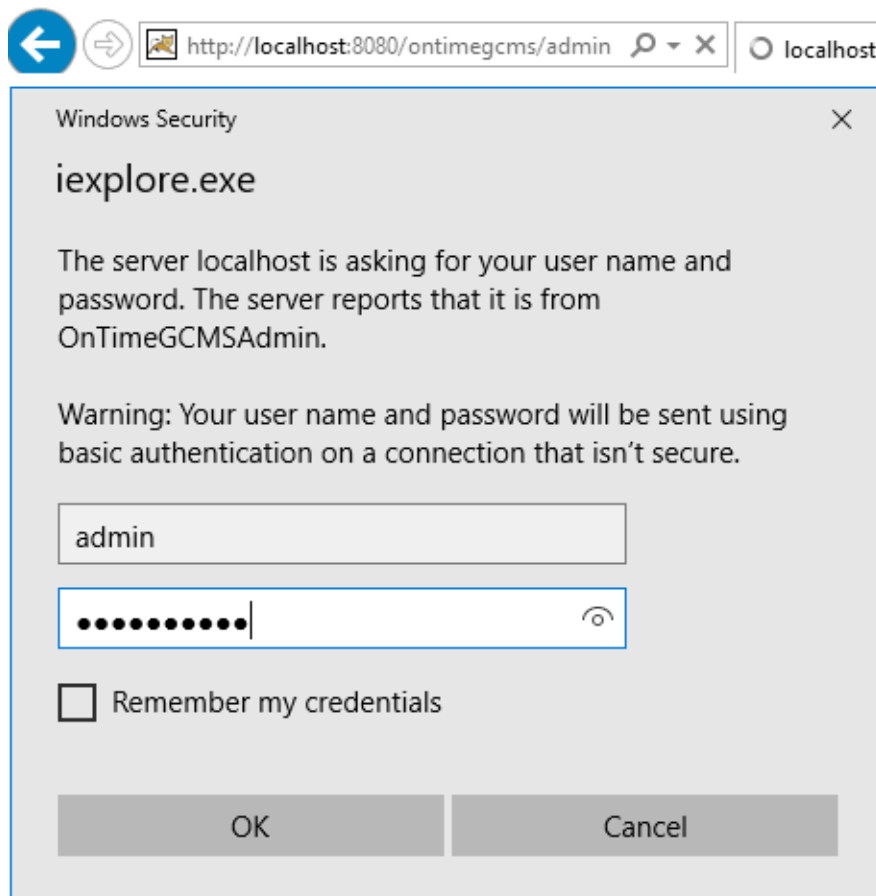 http://localhost:8080/ontimegcms/admin
localhost
Windows Security
iexplore.exe
The server localhost is asking for your user name and
password. The server reports that it is from
OnTimeGCMSAdmin.
Warning: Your user name and password will be sent using
basic authentication on a connection that isn't secure.
admin
●●●●●●●●●●
Remember my credentials
OK
Cancel